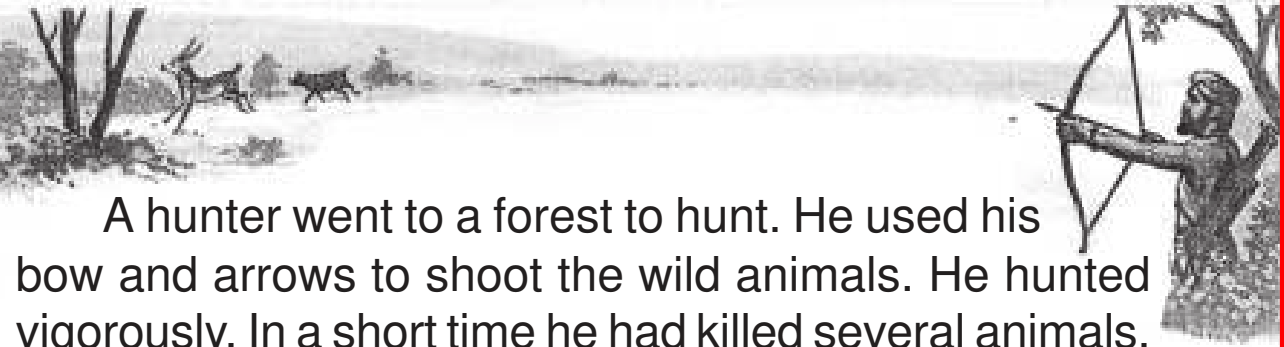 A hunter went to a forest to hunt. He used his
bow and arrows to shoot the wild animals. He hunted
vigorously. In a short time he had killed several animals.